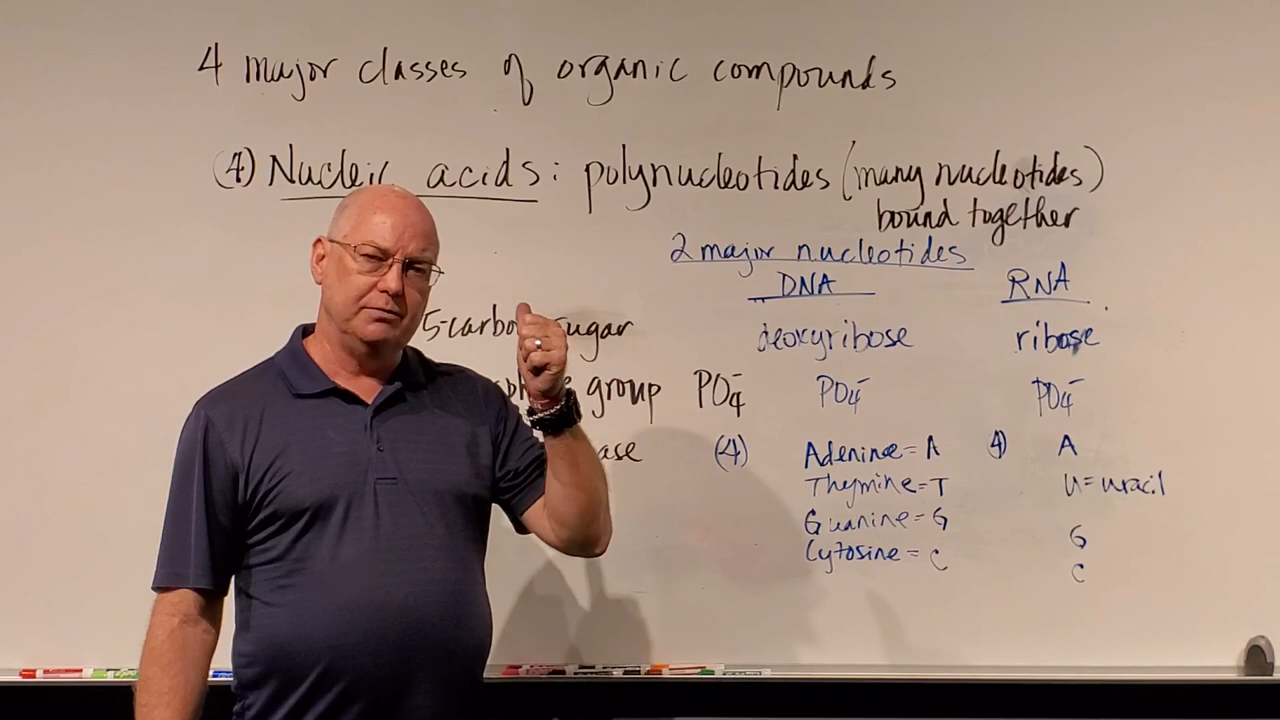 4 major classes of organic compounds
(4) Nucleic acids: polynucleotides (many nucleotides)
bound together
2 major nucleotides
DNA RNA
5-carbon sugar deoxyribose ribose
group PO4- PO4- PO4-
(4) Adenine = A 4) A
Thymine = T U = uracil
Guanine = G G
Cytosine = C C